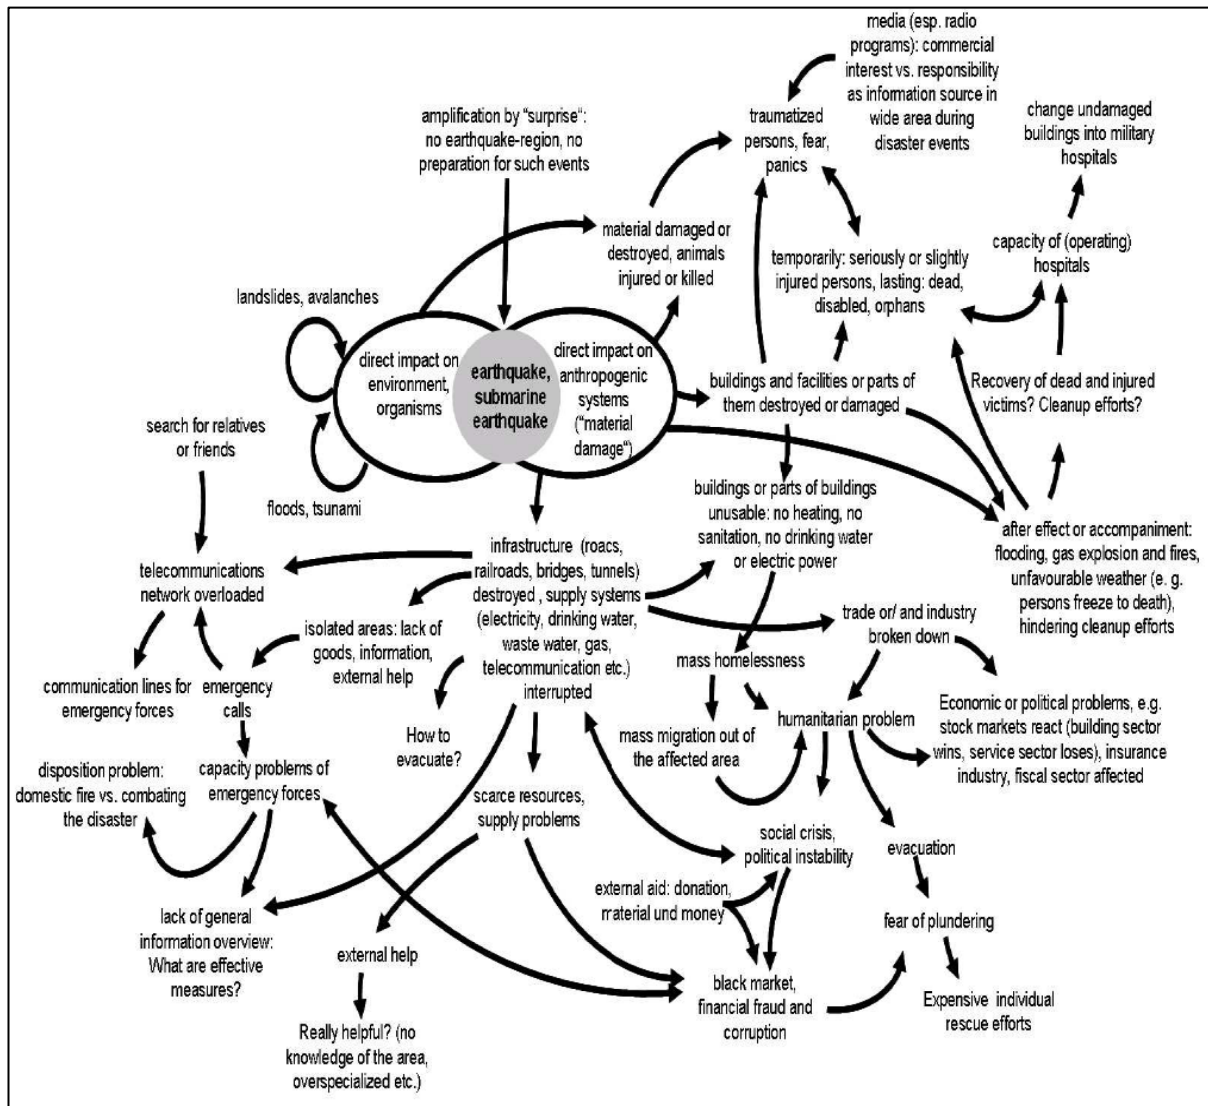 media (esp. radio
programs): commercial
interest vs. responsibility
as information source in
wide area during
disaster events
amplification by "surprise":
no earthquake-region, no
preparation for such events
traumatized
persons, fear,
panics
change undamaged
buildings into military
hospitals
material damaged or
destroyed, animals
injured or killed
temporarily: seriously or slightly
injured persons, lasting: dead,
disabled, orphans
capacity of (operating)
hospitals
landslides, avalanches
direct impact on
environment,
organisms
earthquake,
submarine
earthquake
direct impact on
anthropogenic
systems
("material
damage")
buildings and facilities or parts of
them destroyed or damaged
Recovery of dead and injured
victims? Cleanup efforts?
search for relatives
or friends
floods, tsunami
buildings or parts of buildings
unusable: no heating, no
sanitation, no drinking water
or electric power
after effect or accompaniment:
flooding, gas explosion and fires,
unfavourable weather (e. g.
persons freeze to death),
hindering cleanup efforts
telecommunications
network overloaded
infrastructure (roacs,
railroads, bridges, tunnels)
destroyed , supply systems
(electricity, drinking water,
waste water, gas,
telecommunication etc.)
interrupted
isolated areas: lack of
goods, information,
external help
trade or/ and industry
broken down
mass homelessness
communication lines for
emergency forces
emergency
calls
How to
evacuate?
mass migration out of
the affected area
humanitarian problem
Economic or political problems, e.g.
stock markets react (building sector
wins, service sector loses), insurance
industry, fiscal sector affected
disposition problem:
domestic fire vs. combating
the disaster
capacity problems of
emergency forces
scarce resources,
supply problems
social crisis,
political instability
evacuation
external aid: donation,
material und money
lack of general
information overview:
What are effective
measures?
external help
fear of plundering
black market,
financial fraud and
corruption
Expensive individual
rescue efforts
Really helpful? (no
knowledge of the area,
overspecialized etc.)